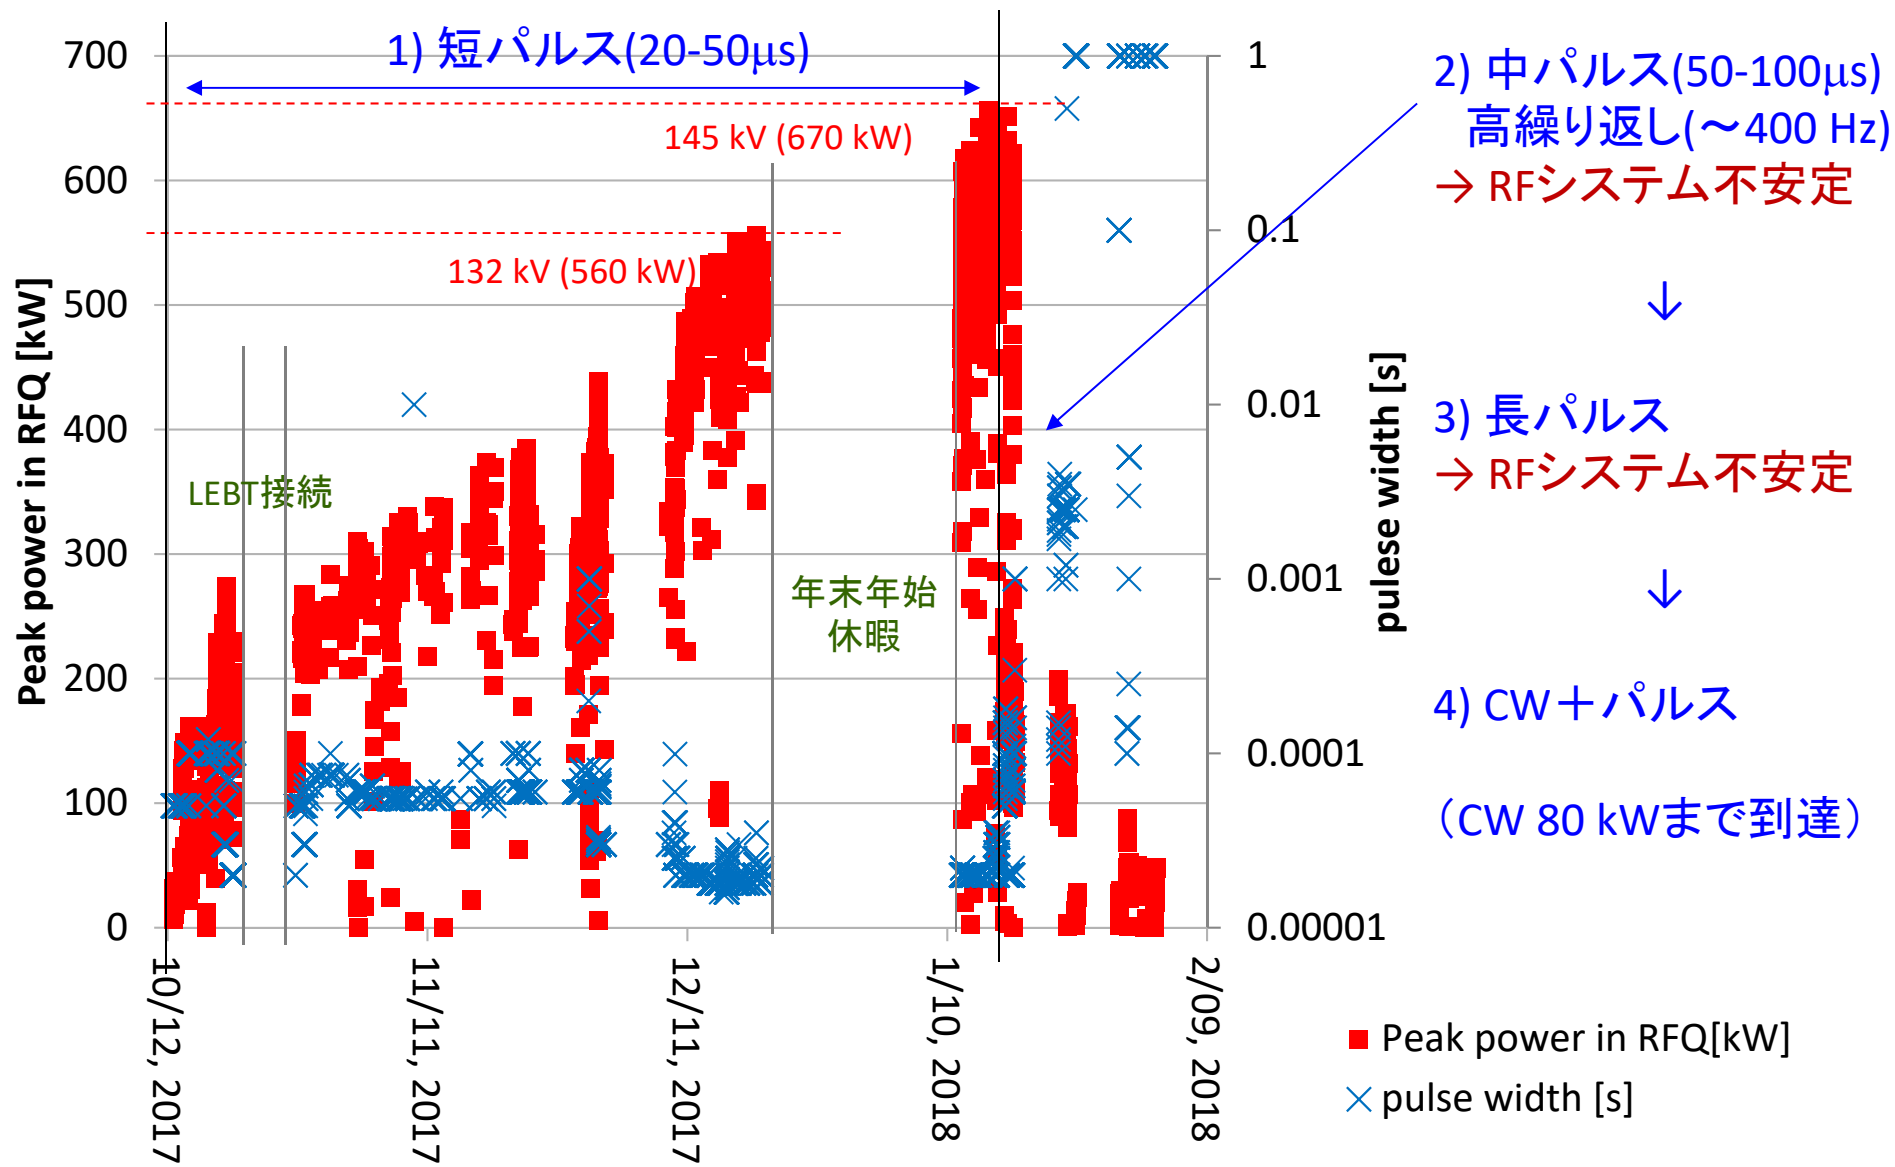 1) 短パルス(20-50μs)
700
600
500
400
300
200
100
0
Peak power in RFQ [kW]
145 kV (670 kW)
132 kV (560 kW)
LEBT接続
年末年始
休暇
1
0.1
0.01
0.001
0.0001
0.00001
pulese width [s]
10/12, 2017
11/11, 2017
12/11, 2017
1/10, 2018
2/09, 2018
2) 中パルス(50-100μs)
高繰り返し(～400 Hz)
→ RFシステム不安定
↓
3) 長パルス
→ RFシステム不安定
↓
4) CW＋パルス
（CW 80 kWまで到達）
Peak power in RFQ[kW]
pulse width [s]